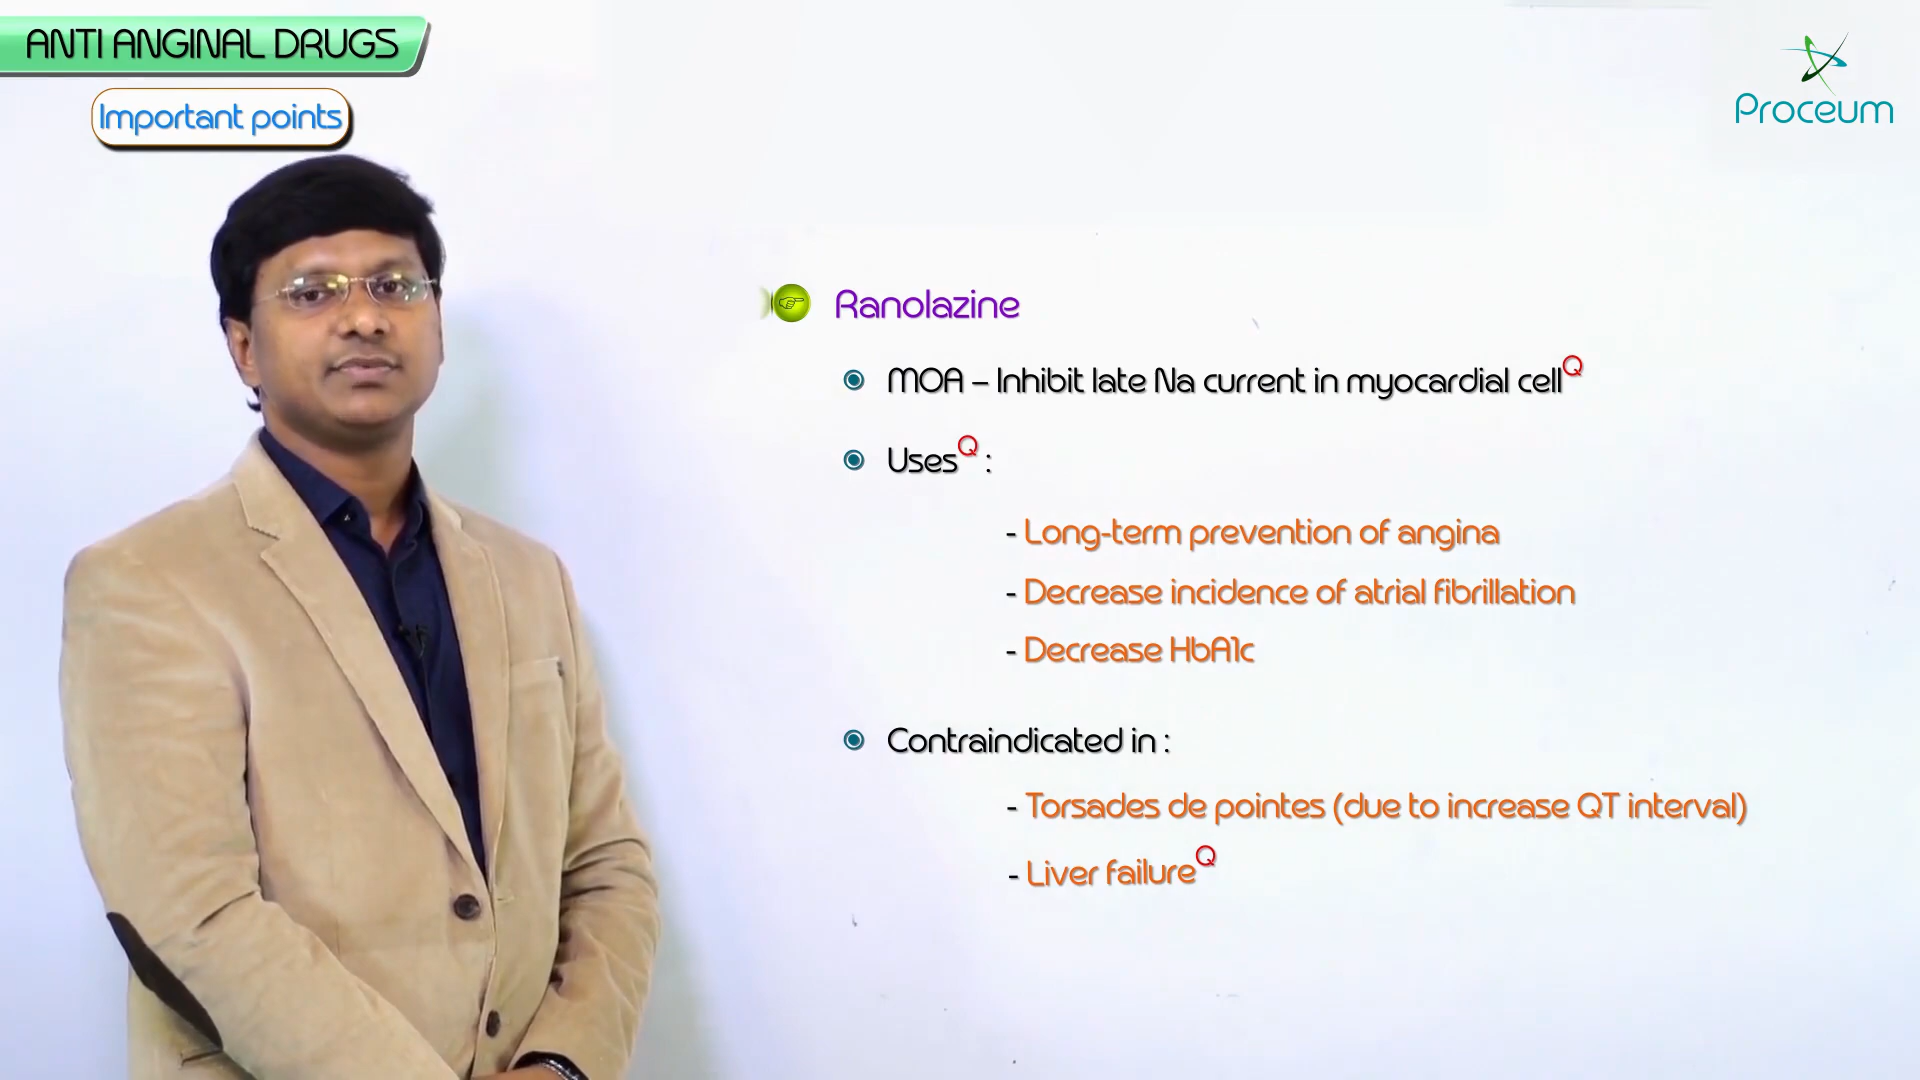 ANTI ANGINAL DRUGS
Important points
Proceum
Ranolazine
MOA – Inhibit late Na current in myocardial cellQ
UsesQ :
- Long-term prevention of angina
- Decrease incidence of atrial fibrillation
- Decrease HbA1c
Contraindicated in :
- Torsades de pointes (due to increase QT interval)
- Liver failureQ